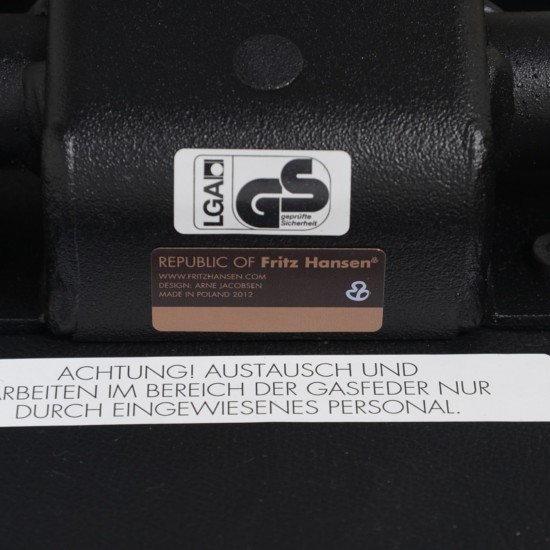 LGA
GS
geprüfte
Sicherheit
REPUBLIC OF Fritz Hansen®
WWW.FRITZHANSEN.COM
DESIGN: ARNE JACOBSEN
MADE IN POLAND 2012
ACHTUNG! AUSTAUSCH UND
ARBEITEN IM BEREICH DER GASFEDER NUR
DURCH EINGEWIESENES PERSONAL.